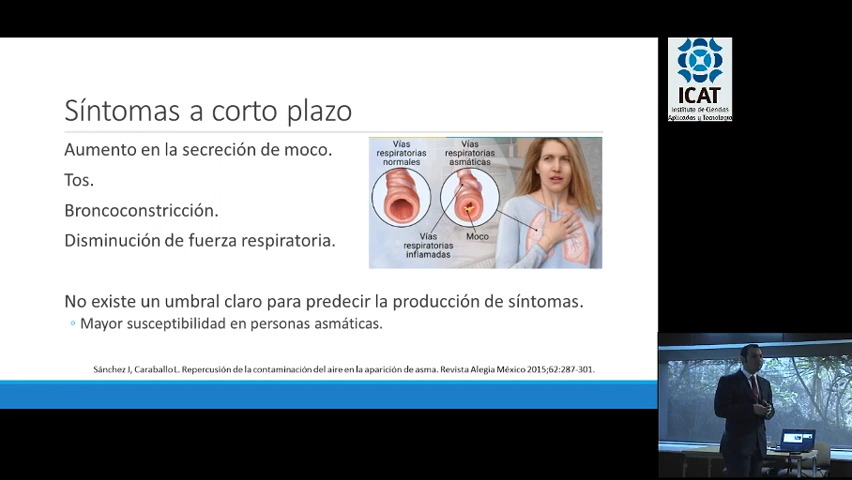 Síntomas a corto plazo
Aumento en la secreción de moco.
Tos.
Broncoconstricción.
Disminución de fuerza respiratoria.
Vías
respiratorias
normales
Vías
respiratorias
asmáticas
Vías
respiratorias
inflamadas
Moco
No existe un umbral claro para predecir la producción de síntomas.
Mayor susceptibilidad en personas asmáticas.
Sánchez J, Caraballo L. Repercusión de la contaminación del aire en la aparición de asma. Revista Alegia México 2015;62:287-301.
ICAT
Instituto de Ciencias
Aplicadas y Tecnología